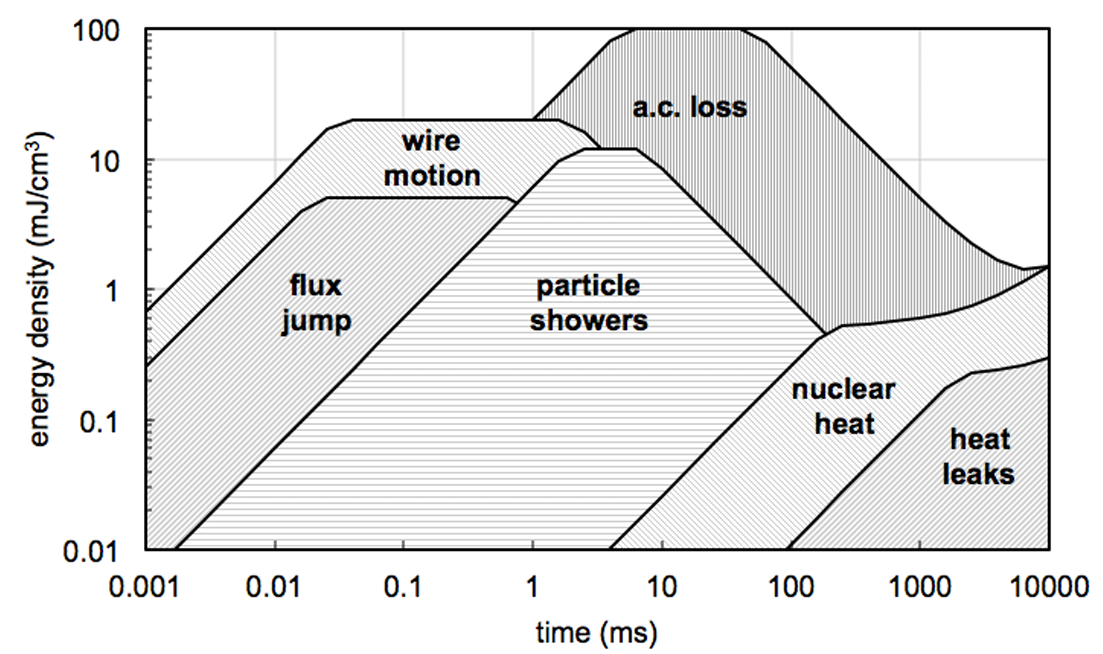 100
10
1
0.1
0.01
energy density (mJ/cm³)
a.c. loss
wire
motion
flux
jump
particle
showers
nuclear
heat
heat
leaks
0.001 0.01 0.1 1 10 100 1000 10000
time (ms)